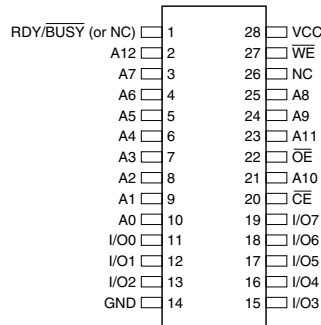 RDY/BUSY (or NC) 1 28 VCC
A12 2 27 WE
A7 3 26 NC
A6 4 25 A8
A5 5 24 A9
A4 6 23 A11
A3 7 22 OE
A2 8 21 A10
A1 9 20 CE
A0 10 19 I/O7
I/O0 11 18 I/O6
I/O1 12 17 I/O5
I/O2 13 16 I/O4
GND 14 15 I/O3